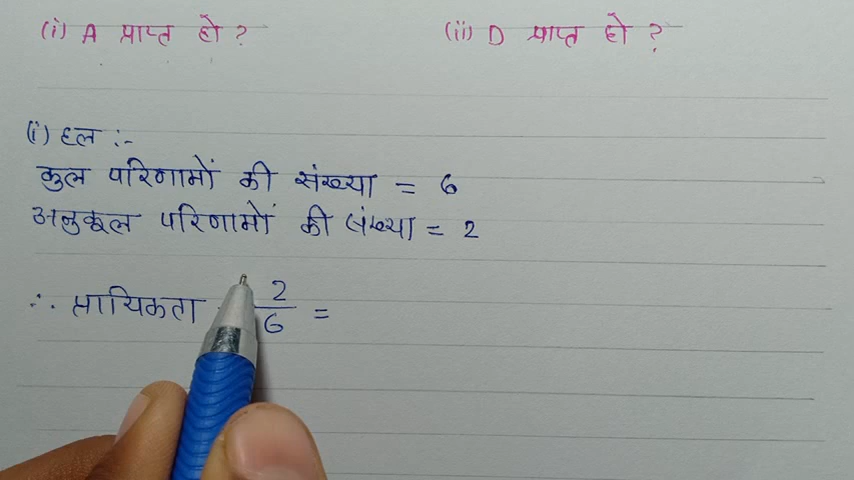 (i) A प्राप्त हो ? (ii) D प्राप्त हो ?
(i) हल :-
कुल परिणामों की संख्या = 6
अनुकूल परिणामों की संख्या = 2
∴ प्रायिकता 2/6 =